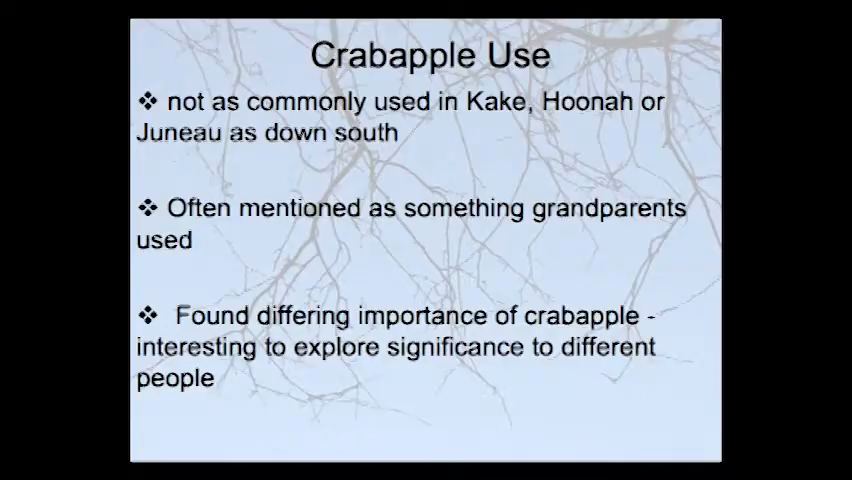 Crabapple Use
❖ not as commonly used in Kake, Hoonah or
Juneau as down south
❖ Often mentioned as something grandparents
used
❖ Found differing importance of crabapple -
interesting to explore significance to different
people